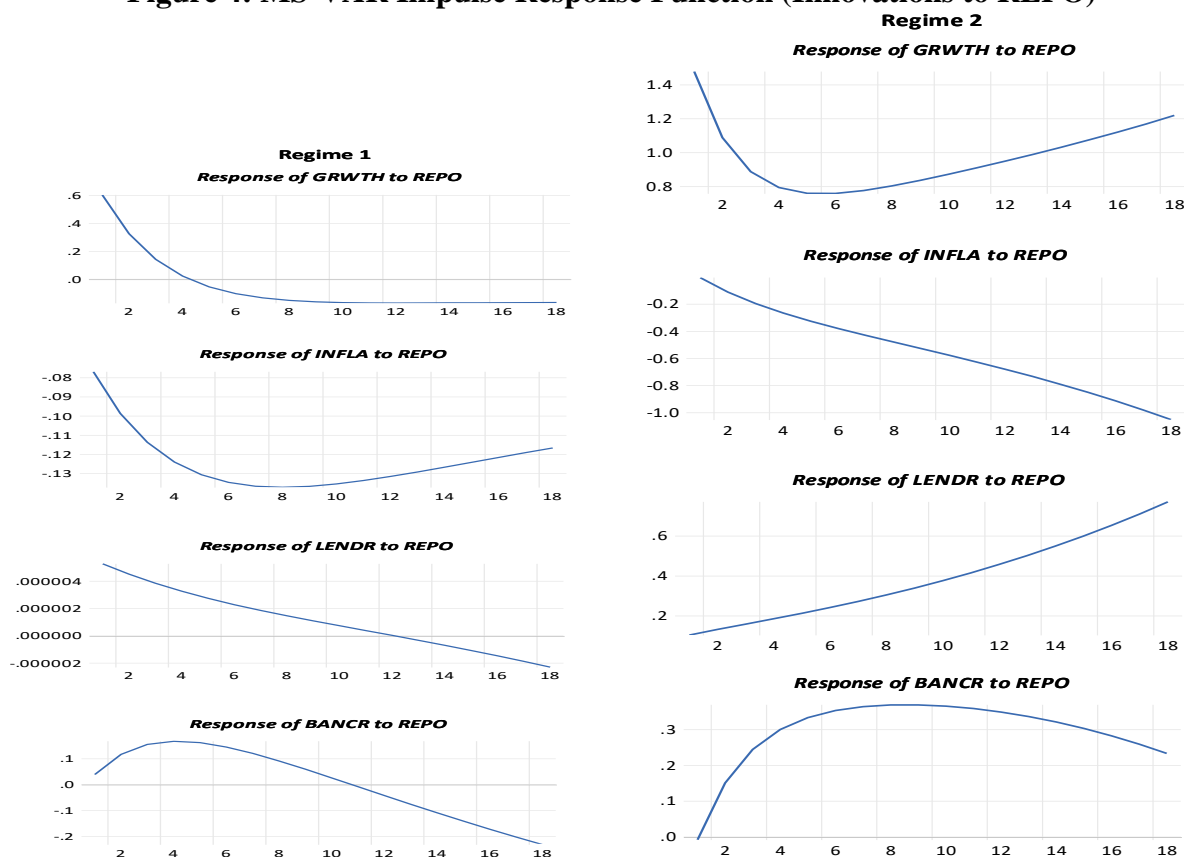 Figure 4: MS-VAR Impulse Response Function (Innovations to REPO)
Regime 1
Response of GRWTH to REPO
.6
.4
.2
.0
2 4 6 8 10 12 14 16 18
Response of INFLA to REPO
-.08
-.09
-.10
-.11
-.12
-.13
2 4 6 8 10 12 14 16 18
Response of LENDR to REPO
.000004
.000002
.000000
-.000002
2 4 6 8 10 12 14 16 18
Response of BANCR to REPO
.1
.0
-.1
-.2
2 4 6 8 10 12 14 16 18
Regime 2
Response of GRWTH to REPO
1.4
1.2
1.0
0.8
2 4 6 8 10 12 14 16 18
Response of INFLA to REPO
-0.2
-0.4
-0.6
-0.8
-1.0
2 4 6 8 10 12 14 16 18
Response of LENDR to REPO
.6
.4
.2
2 4 6 8 10 12 14 16 18
Response of BANCR to REPO
.3
.2
.1
.0
2 4 6 8 10 12 14 16 18